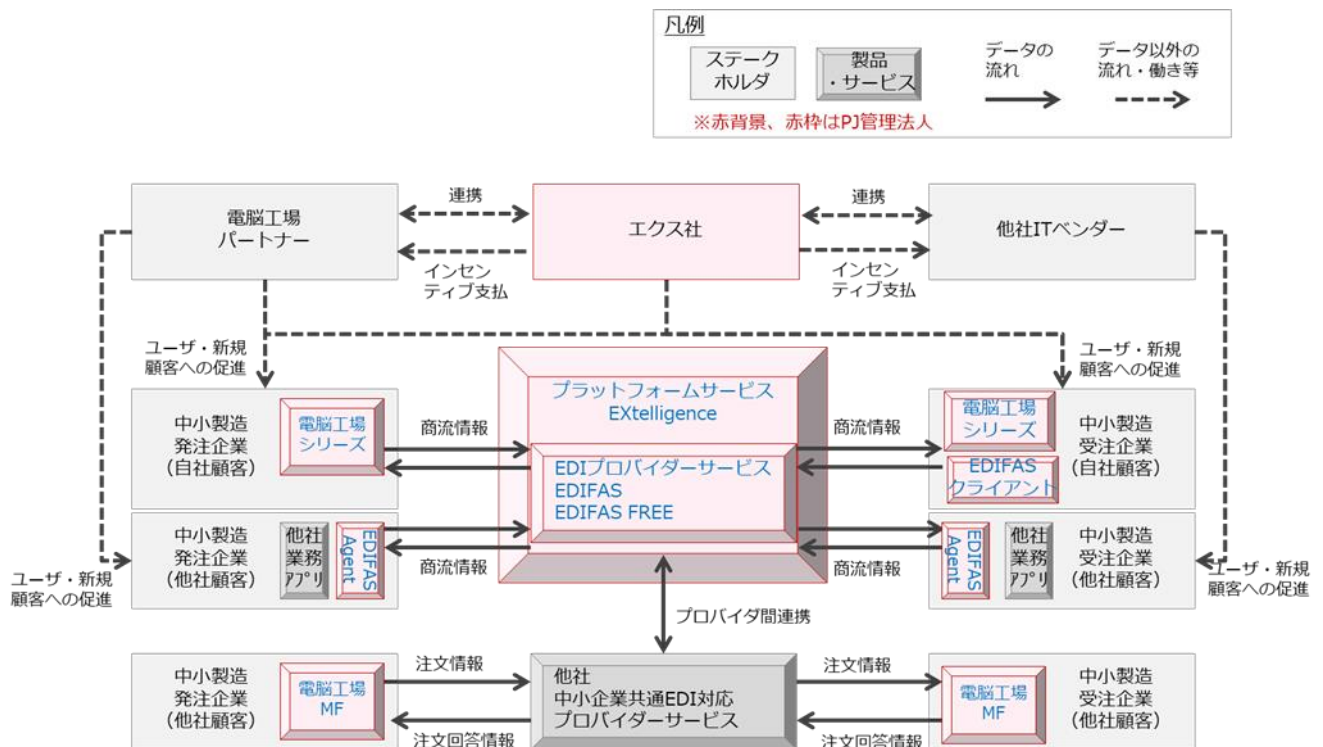 凡例
ステーク
ホルダ
製品
・サービス
データの
流れ
データ以外の
流れ・働き等
※赤背景、赤枠はPJ管理法人
電脳工場
パートナー
連携
エクス社
連携
他社ITベンダー
インセン
ティブ支払
インセン
ティブ支払
ユーザ・新規
顧客への促進
ユーザ・新規
顧客への促進
プラットフォームサービス
EXtelligence
中小製造
発注企業
(自社顧客)
電脳工場
シリーズ
商流情報
EDIプロバイダーサービス
EDIFAS
EDIFAS FREE
商流情報
電脳工場
シリーズ
EDIFAS
クライアント
中小製造
受注企業
(自社顧客)
中小製造
発注企業
(他社顧客)
他社
業務
アプリ
EDIFAS
Agent
商流情報
商流情報
EDIFAS
Agent
他社
業務
アプリ
中小製造
受注企業
(他社顧客)
ユーザ・新規
顧客への促進
ユーザ・新規
顧客への促進
プロバイダ間連携
中小製造
発注企業
(他社顧客)
電脳工場
MF
注文情報
注文回答情報
他社
中小企業共通EDI対応
プロバイダーサービス
注文情報
注文回答情報
電脳工場
MF
中小製造
受注企業
(他社顧客)